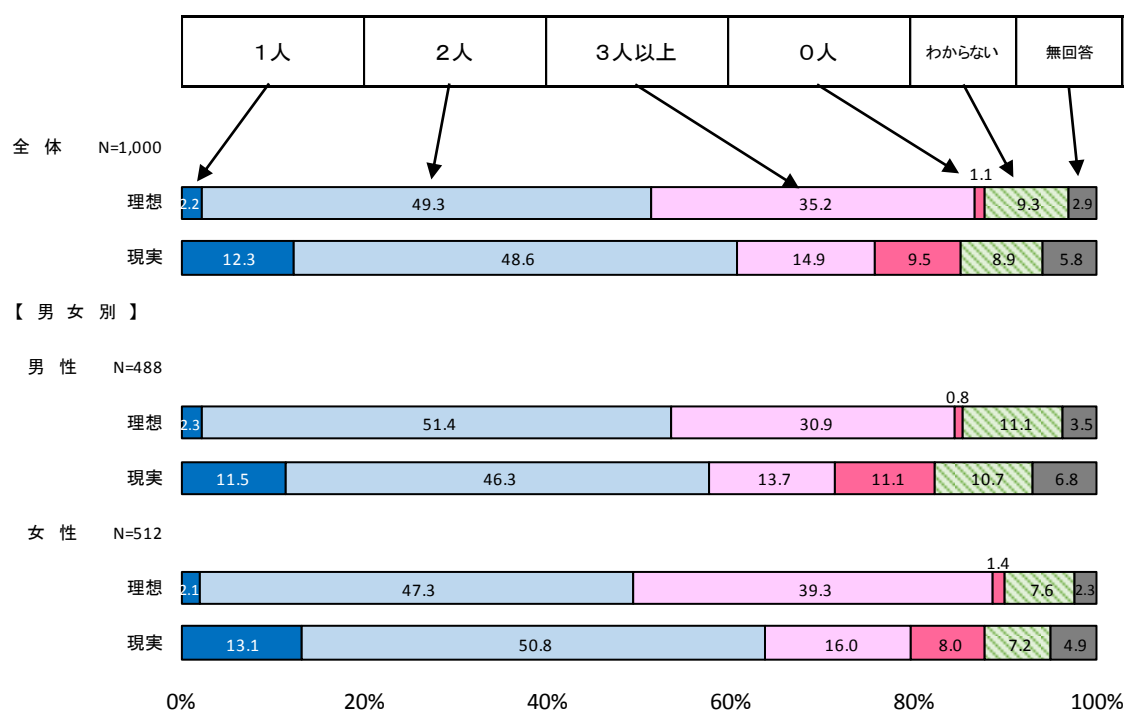 1人 2人 3人以上 0人 わからない 無回答
全 体 N=1,000
1.1
理想 2.2 49.3 35.2 9.3 2.9
現実 12.3 48.6 14.9 9.5 8.9 5.8
【 男 女 別 】
男 性 N=488
0.8
理想 2.3 51.4 30.9 11.1 3.5
現実 11.5 46.3 13.7 11.1 10.7 6.8
女 性 N=512
1.4
理想 2.1 47.3 39.3 7.6 2.3
現実 13.1 50.8 16.0 8.0 7.2 4.9
0% 20% 40% 60% 80% 100%